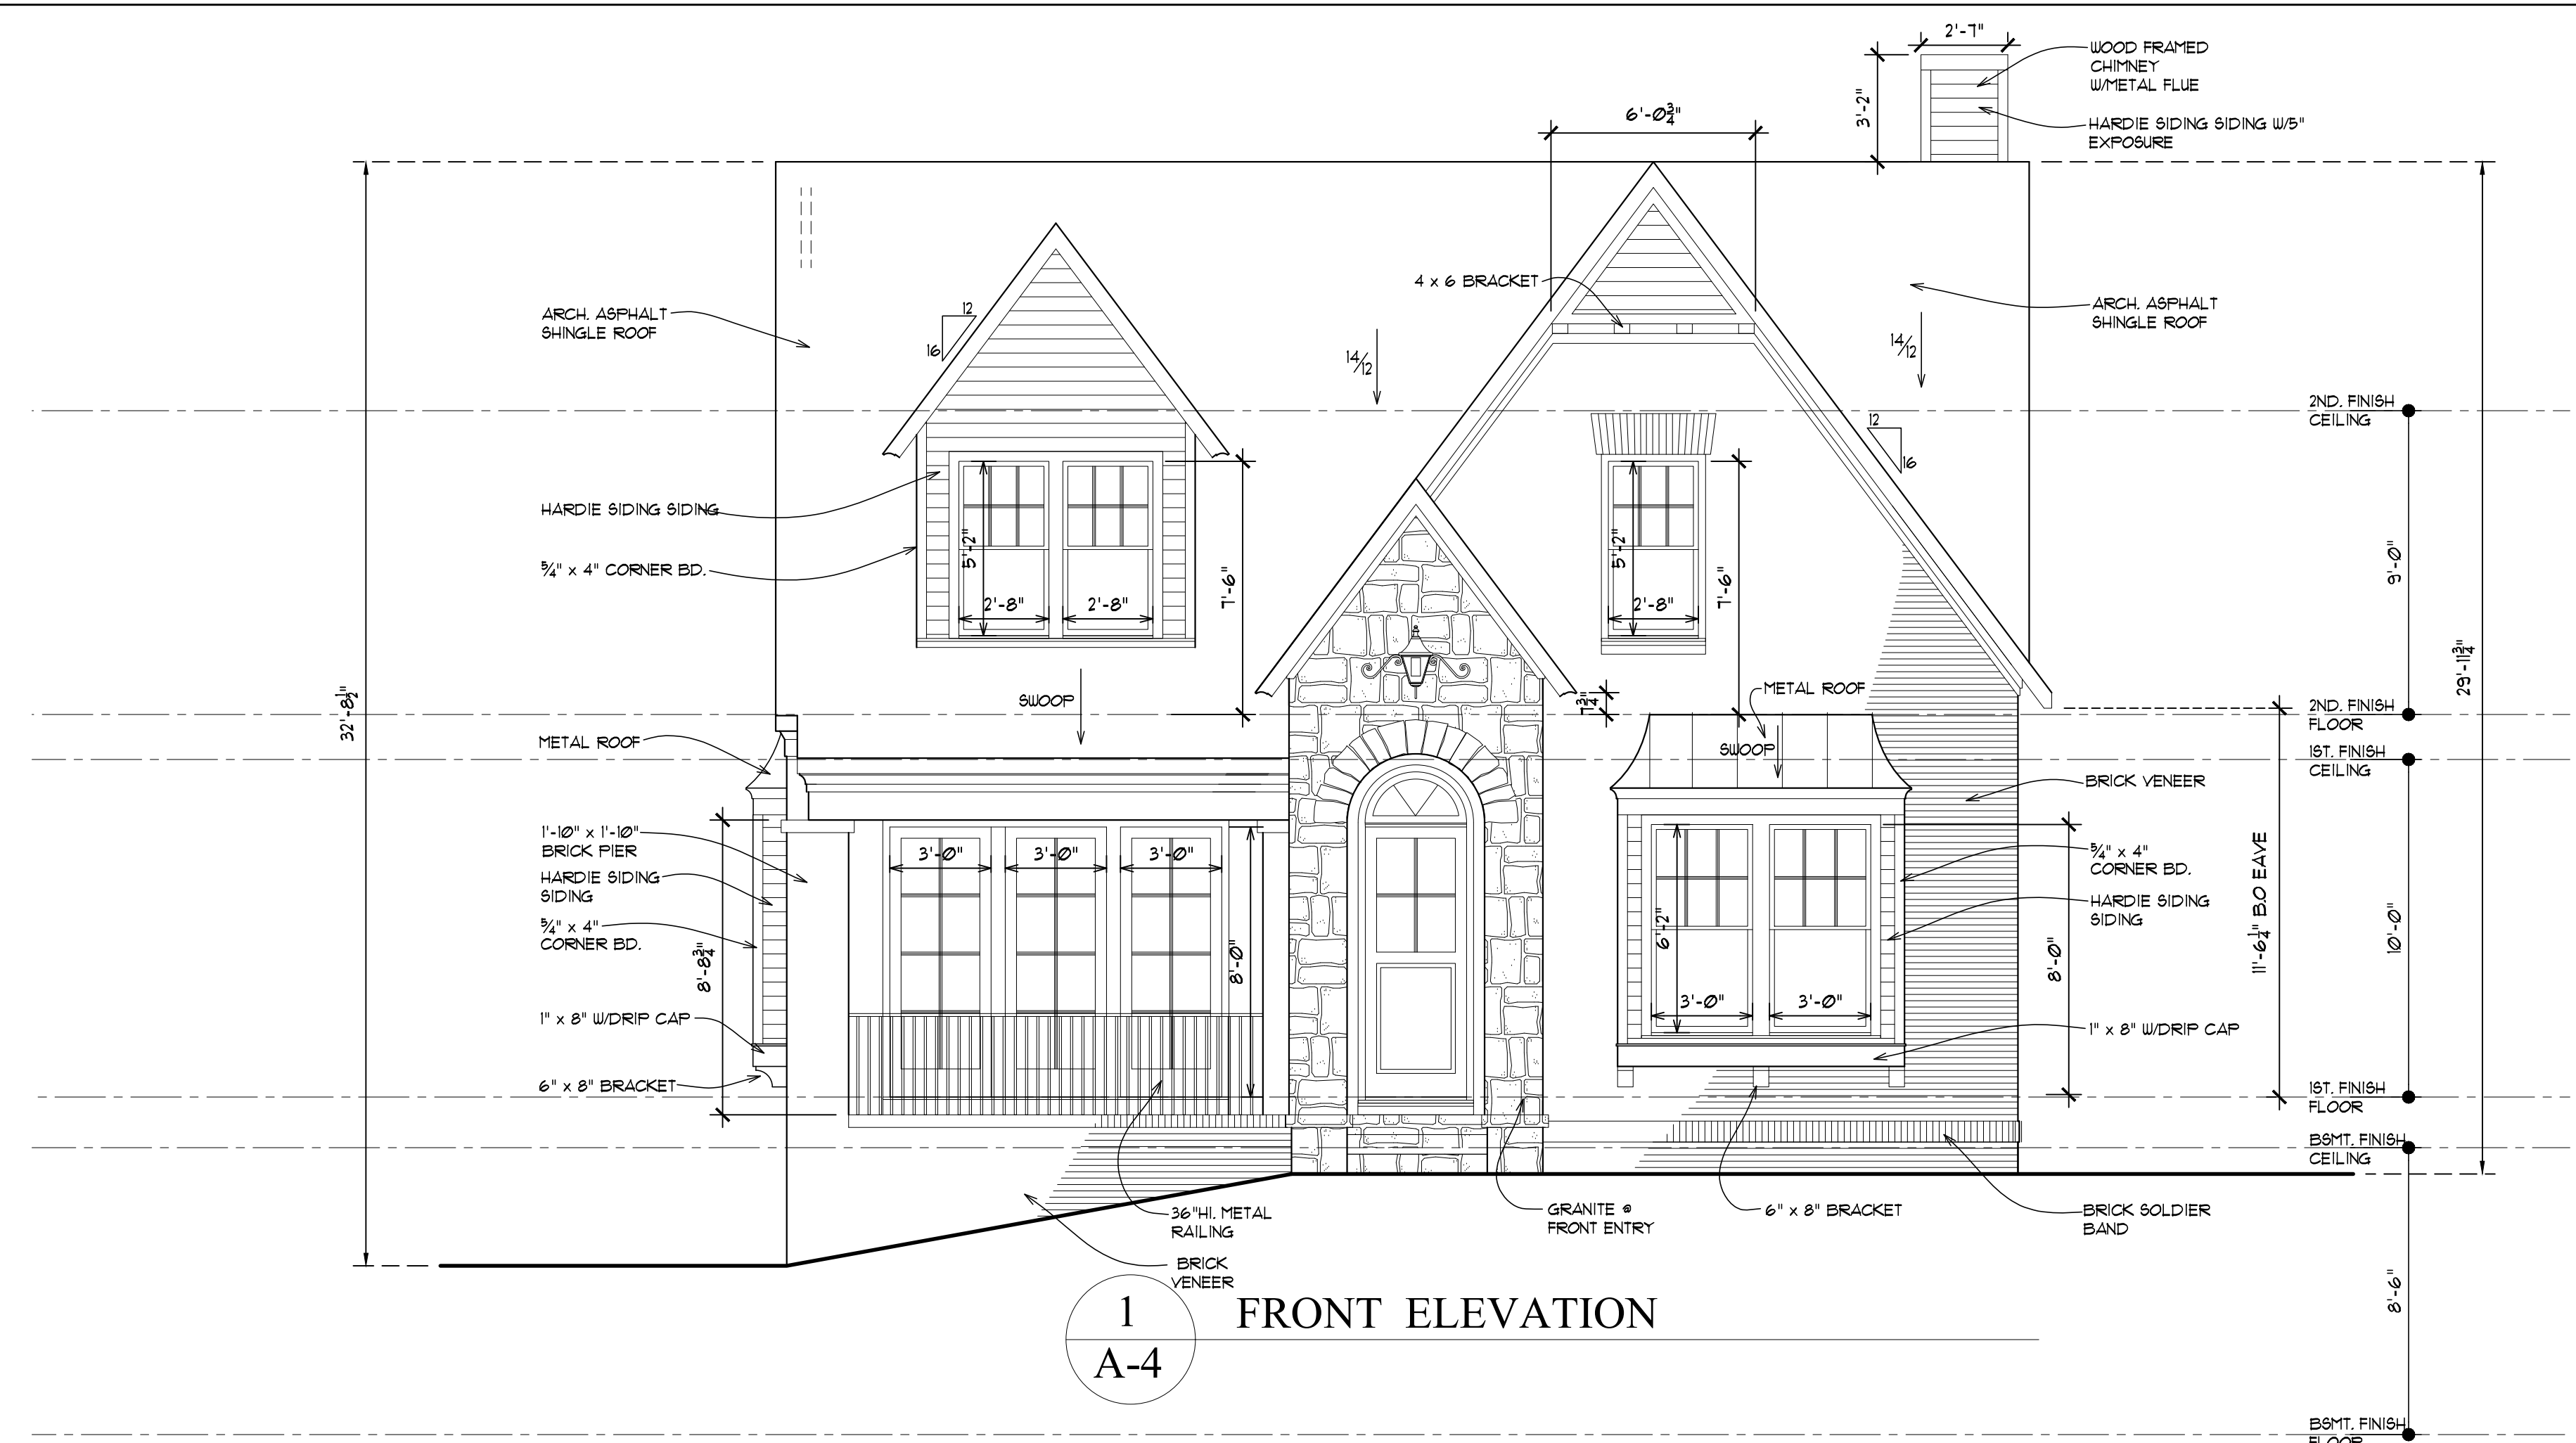 2'-7"
WOOD FRAMED
CHIMNEY
W/METAL FLUE
3'-2"
HARDIE SIDING SIDING W/5"
EXPOSURE
6'-0¾"
4 x 6 BRACKET
ARCH. ASPHALT
SHINGLE ROOF
12
16
14/12
14/12
ARCH. ASPHALT
SHINGLE ROOF
2ND. FINISH
CEILING
12
16
HARDIE SIDING SIDING
5/4" x 4" CORNER BD.
5'-2"
2'-8"
2'-8"
7'-6"
5'-2"
2'-8"
7'-6"
9'-0"
32'-8½"
29'-11¾"
SWOOP
7¾"
METAL ROOF
SWOOP
2ND. FINISH
FLOOR
METAL ROOF
1ST. FINISH
CEILING
BRICK VENEER
1'-10" x 1'-10"
BRICK PIER
HARDIE SIDING
SIDING
5/4" x 4"
CORNER BD.
8'-8¾"
3'-0"
3'-0"
3'-0"
8'-0"
6'-2"
3'-0"
3'-0"
5/4" x 4"
CORNER BD.
HARDIE SIDING
SIDING
8'-0"
11'-6¼" B.O EAVE
10'-0"
1" x 8" W/DRIP CAP
1" x 8" W/DRIP CAP
6" x 8" BRACKET
1ST. FINISH
FLOOR
BSMT. FINISH
CEILING
36"HI. METAL
RAILING
GRANITE @
FRONT ENTRY
6" x 8" BRACKET
BRICK SOLDIER
BAND
BRICK
VENEER
8'-6"
1
A-4
FRONT ELEVATION
BSMT. FINISH
FLOOR